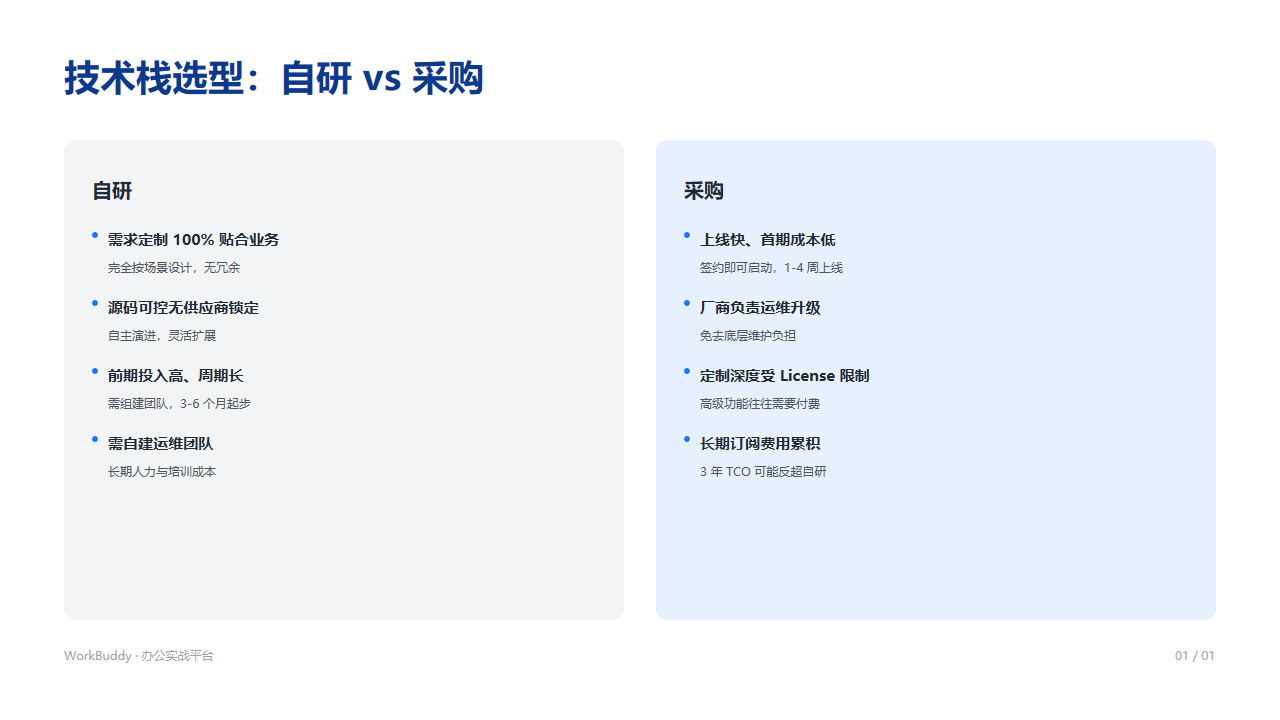 技术栈选型：自研 vs 采购
自研
需求定制 100% 贴合业务
完全按场景设计，无冗余
源码可控无供应商锁定
自主演进，灵活扩展
前期投入高、周期长
需组建团队，3-6 个月起步
需自建运维团队
长期人力与培训成本
采购
上线快、首期成本低
签约即可启动，1-4 周上线
厂商负责运维升级
免去底层维护负担
定制深度受 License 限制
高级功能往往需要付费
长期订阅费用累积
3 年 TCO 可能反超自研
WorkBuddy · 办公实战平台
01 / 01